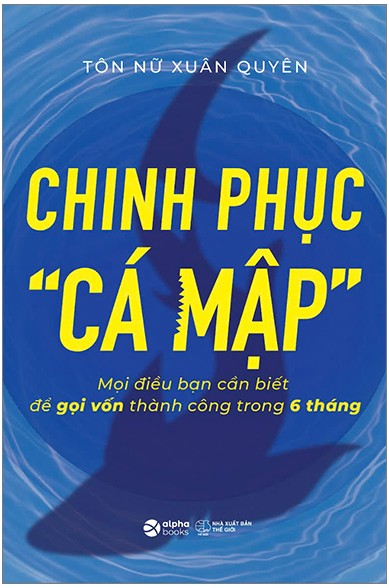 TÔN NỮ XUÂN QUYÊN
CHINH PHỤC
“CÁ MẬP”
Mọi điều bạn cần biết
để gọi vốn thành công trong 6 tháng
alpha books
NHÀ XUẤT BẢN
THẾ GIỚI